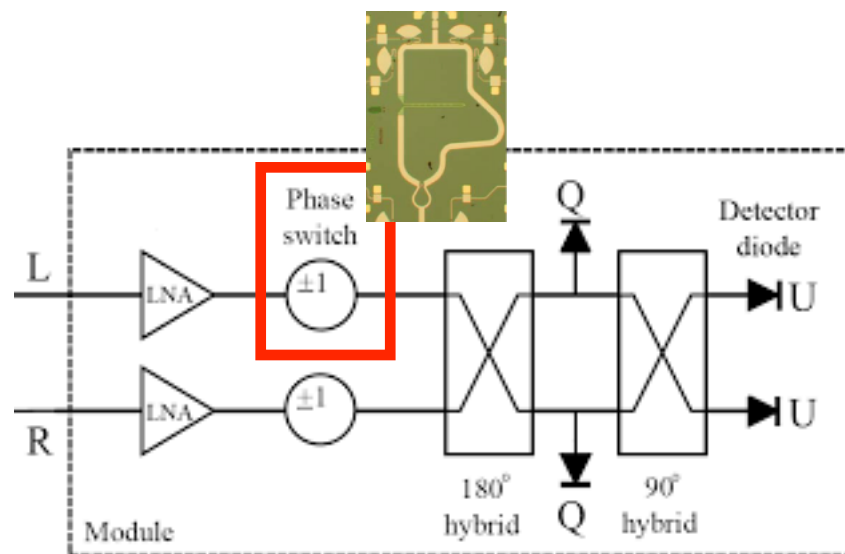 Phase
switch
Q
Detector
diode
L
LNA
±1
U
R
LNA
±1
U
180°
hybrid
Q
90°
hybrid
Module